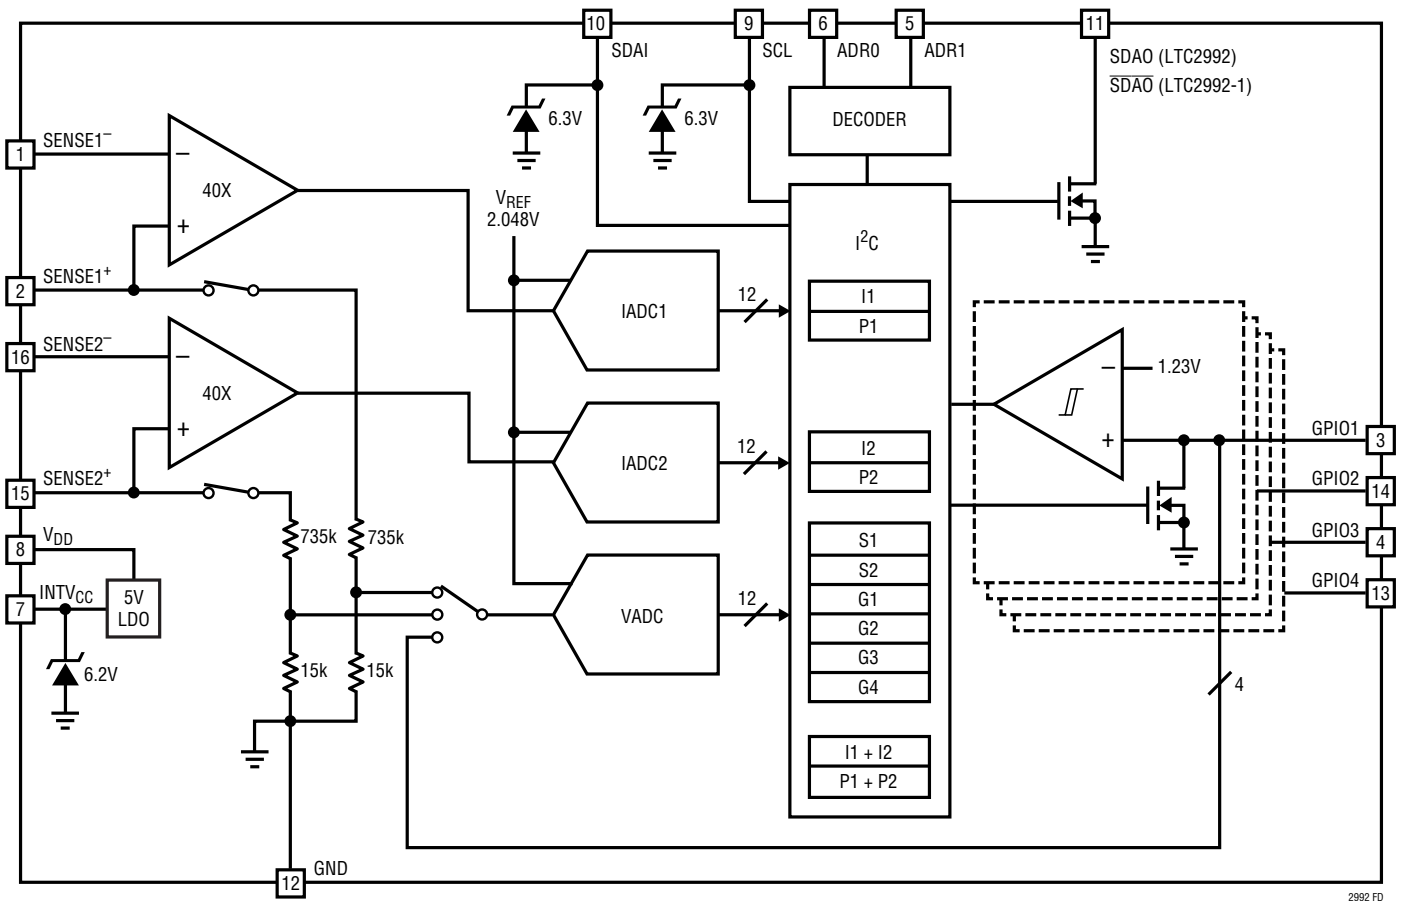 10
9
6
5
11
SDAI
SCL
ADR0
ADR1
SDAO (LTC2992)
SDAO (LTC2992-1)
6.3V
6.3V
DECODER
SENSE1–
1
–
40X
+
VREF
2.048V
I2C
SENSE1+
2
IADC1
12
I1
P1
SENSE2–
16
–
40X
+
–
1.23V
+
GPIO1
3
IADC2
12
I2
P2
SENSE2+
15
GPIO2
14
735k
735k
VDD
8
S1
GPIO3
4
S2
INTVCC
7
5V
LDO
G1
GPIO4
13
VADC
12
G2
G3
G4
6.2V
15k
15k
4
I1 + I2
P1 + P2
GND
12
2992 FD